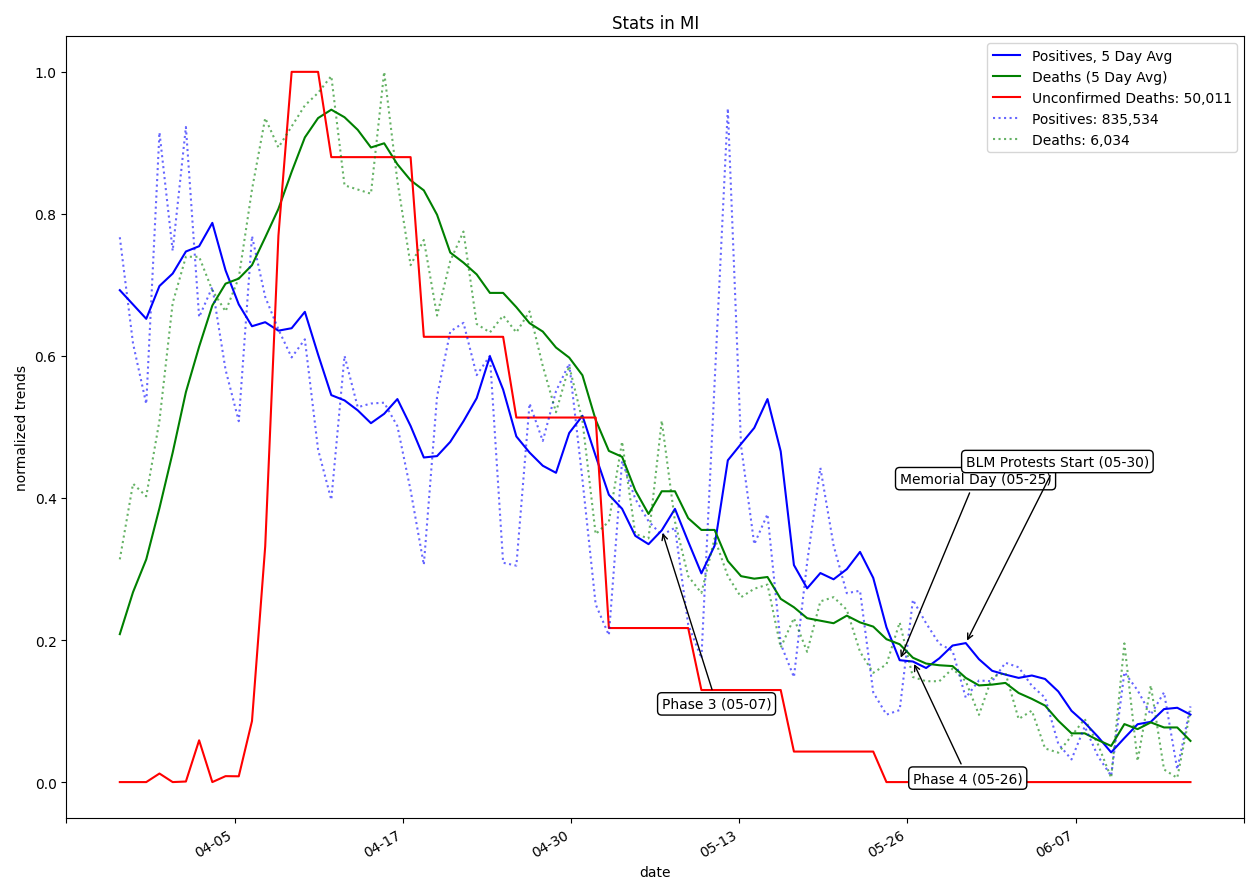 Stats in MI
Positives, 5 Day Avg
Deaths (5 Day Avg)
Unconfirmed Deaths: 50,011
Positives: 835,534
Deaths: 6,034
normalized trends
1.0
0.8
0.6
0.4
0.2
0.0
BLM Protests Start (05-30)
Memorial Day (05-25)
Phase 3 (05-07)
Phase 4 (05-26)
04-05
04-17
04-30
05-13
05-26
06-07
date